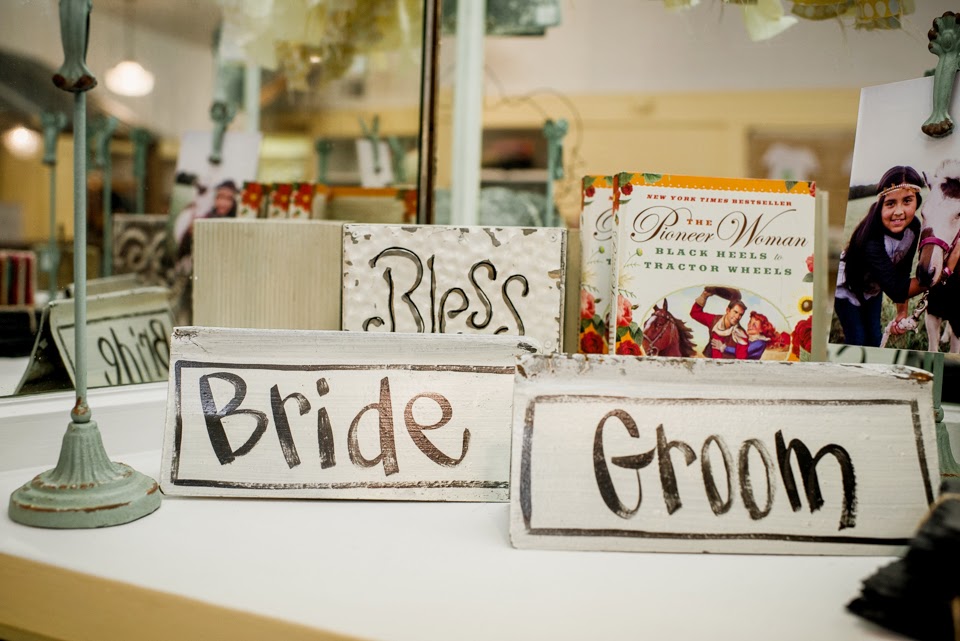 Bless
NEW YORK TIMES BESTSELLER
THE
Pioneer Woman
BLACK HEELS to
TRACTOR WHEELS
Bride
Groom